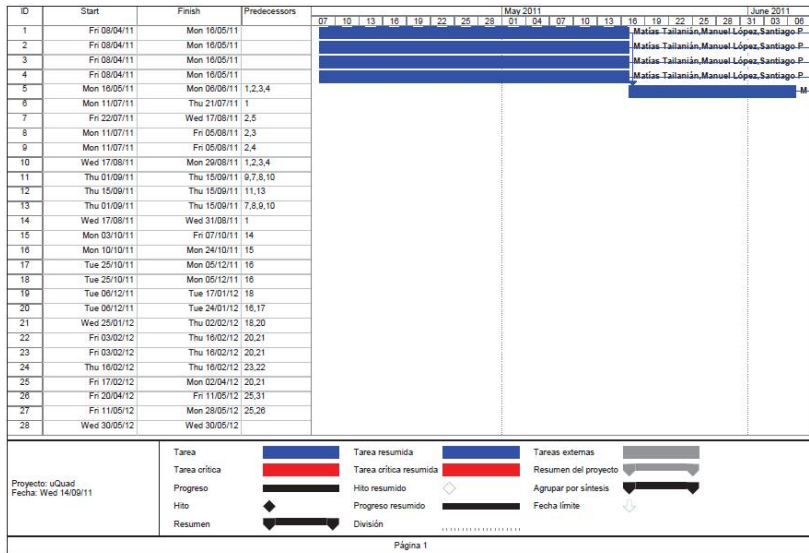 ID Start Finish Predecessors May 2011 June 2011
07 10 13 16 19 22 25 28 01 04 07 10 13 16 19 22 25 28 31 03 06
1 Fri 08/04/11 Mon 16/05/11 Matías Tailanián,Manuel López,Santiago P
2 Fri 08/04/11 Mon 16/05/11 Matías Tailanián,Manuel López,Santiago P
3 Fri 08/04/11 Mon 16/05/11 Matías Tailanián,Manuel López,Santiago P
4 Fri 08/04/11 Mon 16/05/11 Matías Tailanián,Manuel López,Santiago P
5 Mon 16/05/11 Mon 06/06/11 1,2,3,4 M
6 Mon 11/07/11 Thu 21/07/11 1
7 Fri 22/07/11 Wed 17/08/11 2,5
8 Mon 11/07/11 Fri 05/08/11 2,3
9 Mon 11/07/11 Fri 05/08/11 2,4
10 Wed 17/08/11 Mon 29/08/11 1,2,3,4
11 Thu 01/09/11 Thu 15/09/11 9,7,8,10
12 Thu 15/09/11 Thu 15/09/11 11,13
13 Thu 01/09/11 Thu 15/09/11 7,8,9,10
14 Wed 17/08/11 Wed 31/08/11 1
15 Mon 03/10/11 Fri 07/10/11 14
16 Mon 10/10/11 Mon 24/10/11 15
17 Tue 25/10/11 Mon 05/12/11 16
18 Tue 25/10/11 Mon 05/12/11 16
19 Tue 06/12/11 Tue 17/01/12 18
20 Tue 06/12/11 Tue 24/01/12 16,17
21 Wed 25/01/12 Thu 02/02/12 18,20
22 Fri 03/02/12 Thu 16/02/12 20,21
23 Fri 03/02/12 Thu 16/02/12 20,21
24 Thu 16/02/12 Thu 16/02/12 23,22
25 Fri 17/02/12 Mon 02/04/12 20,21
26 Fri 20/04/12 Fri 11/05/12 25,31
27 Fri 11/05/12 Mon 28/05/12 25,26
28 Wed 30/05/12 Wed 30/05/12
Proyecto: uQuad
Fecha: Wed 14/09/11
Tarea Tarea resumida Tareas externas
Tarea crítica Tarea crítica resumida Resumen del proyecto
Progreso Hito resumido Agrupar por síntesis
Hito Progreso resumido Fecha límite
Resumen División
Página 1